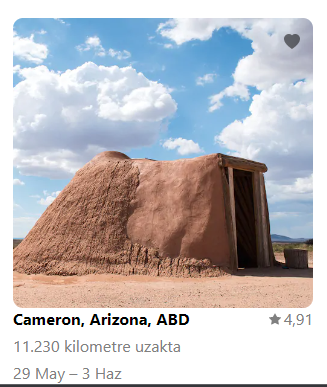 Cameron, Arizona, ABD 4,91
11.230 kilometre uzakta
29 May – 3 Haz